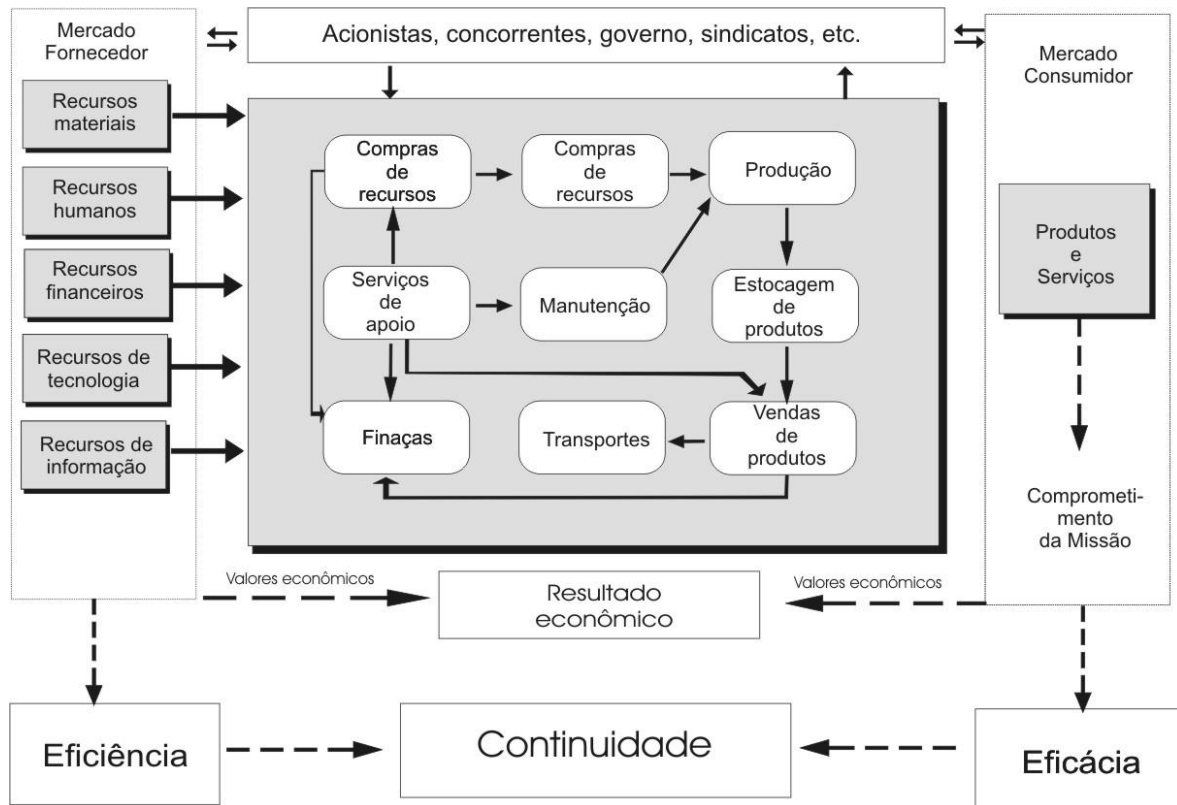 Mercado
Fornecedor
Acionistas, concorrentes, governo, sindicatos, etc.
Mercado
Consumidor
Recursos
materiais
Recursos
humanos
Recursos
financeiros
Recursos de
tecnologia
Recursos de
informação
Compras
de
recursos
Compras
de
recursos
Produção
Serviços
de
apoio
Manutenção
Estocagem
de
produtos
Finaças
Transportes
Vendas
de
produtos
Produtos
e
Serviços
Comprometi-
mento
da Missão
Valores econômicos
Resultado
econômico
Valores econômicos
Eficiência
Continuidade
Eficácia